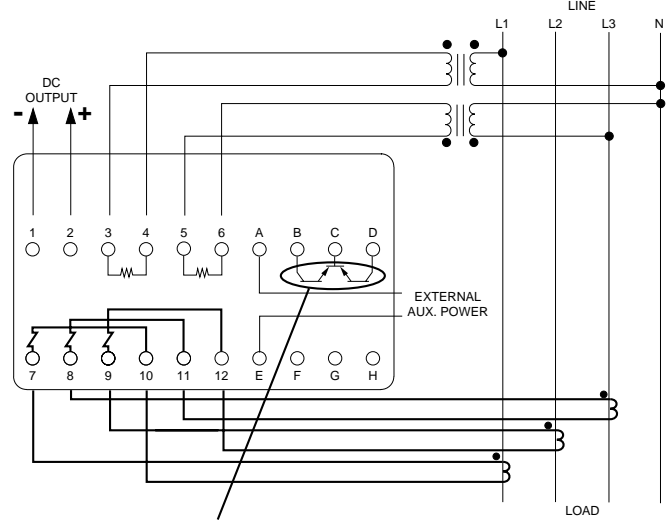 LINE
L1 L2 L3 N
DC
OUTPUT
- +
1 2 3 4 5 6 A B C D
EXTERNAL
AUX. POWER
7 8 9 10 11 12 E F G H
LOAD